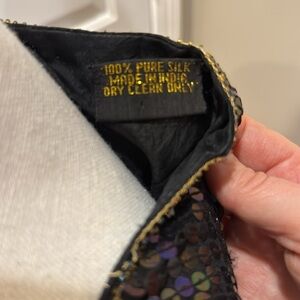 100% PURE SILK
MADE IN INDIA
DRY CLEAN ONLY